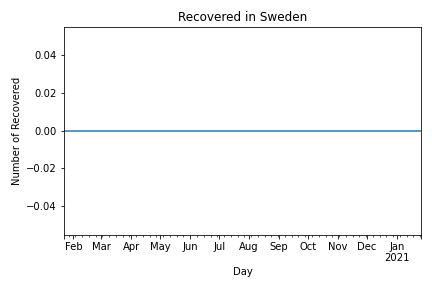 Recovered in Sweden
Number of Recovered
0.04
0.02
0.00
−0.02
−0.04
Feb Mar Apr May Jun Jul Aug Sep Oct Nov Dec Jan
2021
Day